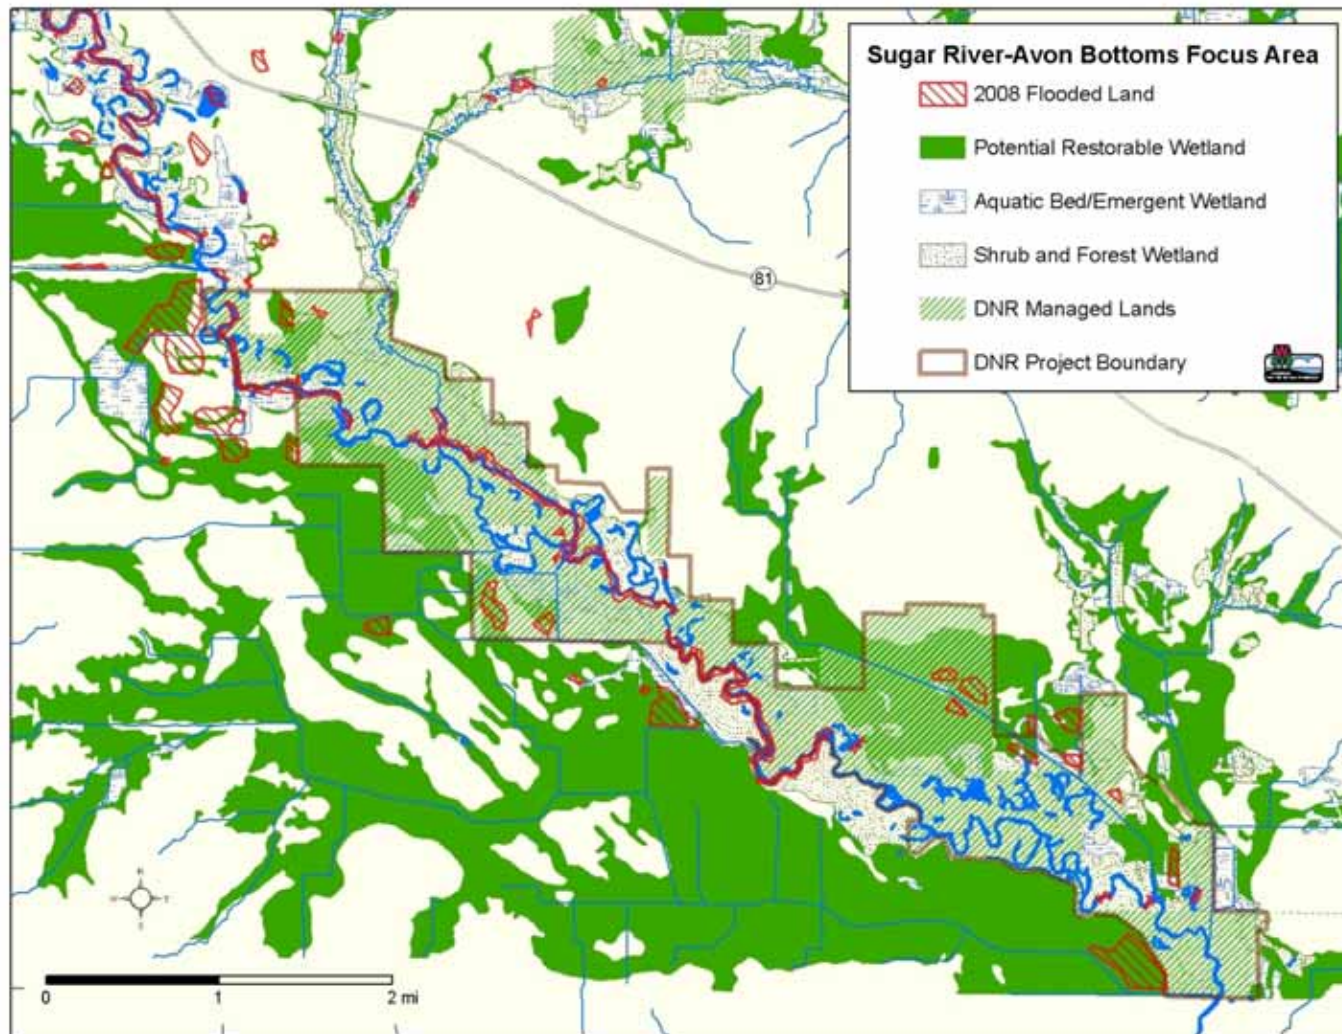 Sugar River-Avon Bottoms Focus Area
2008 Flooded Land
Potential Restorable Wetland
Aquatic Bed/Emergent Wetland
Shrub and Forest Wetland
DNR Managed Lands
DNR Project Boundary
81
0 1 2 mi